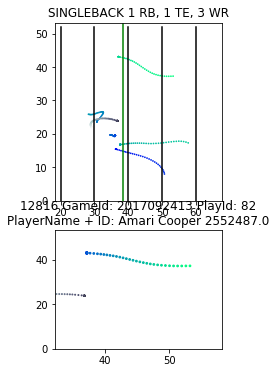 SINGLEBACK 1 RB, 1 TE, 3 WR
50
40
30
20
10
0
20 30 40 50 60
12816 GameId: 2017092413 PlayId: 82
PlayerName + ID: Amari Cooper 2552487.0
40
20
0
40 50